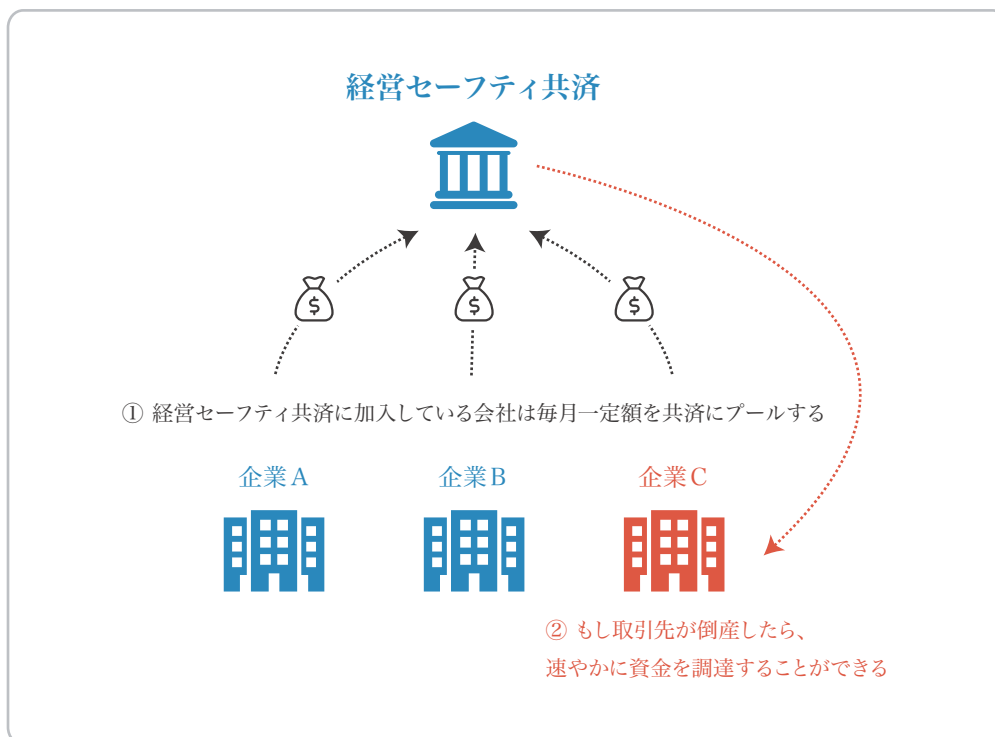 経営セーフティ共済
$ $ $
① 経営セーフティ共済に加入している会社は毎月一定額を共済にプールする
企業A 企業B 企業C
② もし取引先が倒産したら、
速やかに資金を調達することができる